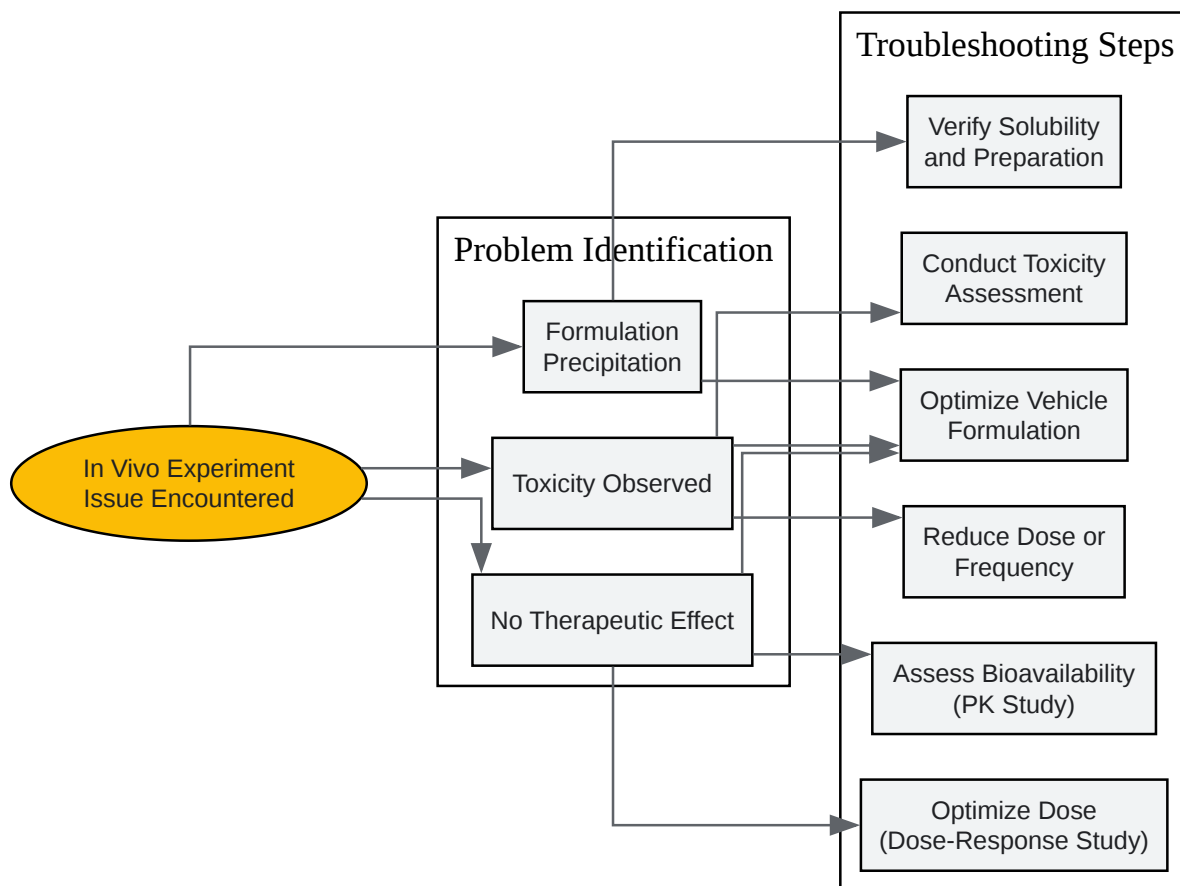 Troubleshooting Steps
Verify Solubility
and Preparation
Problem Identification
Conduct Toxicity
Assessment
Formulation
Precipitation
Optimize Vehicle
Formulation
In Vivo Experiment
Issue Encountered
Toxicity Observed
Reduce Dose or
Frequency
No Therapeutic Effect
Assess Bioavailability
(PK Study)
Optimize Dose
(Dose-Response Study)